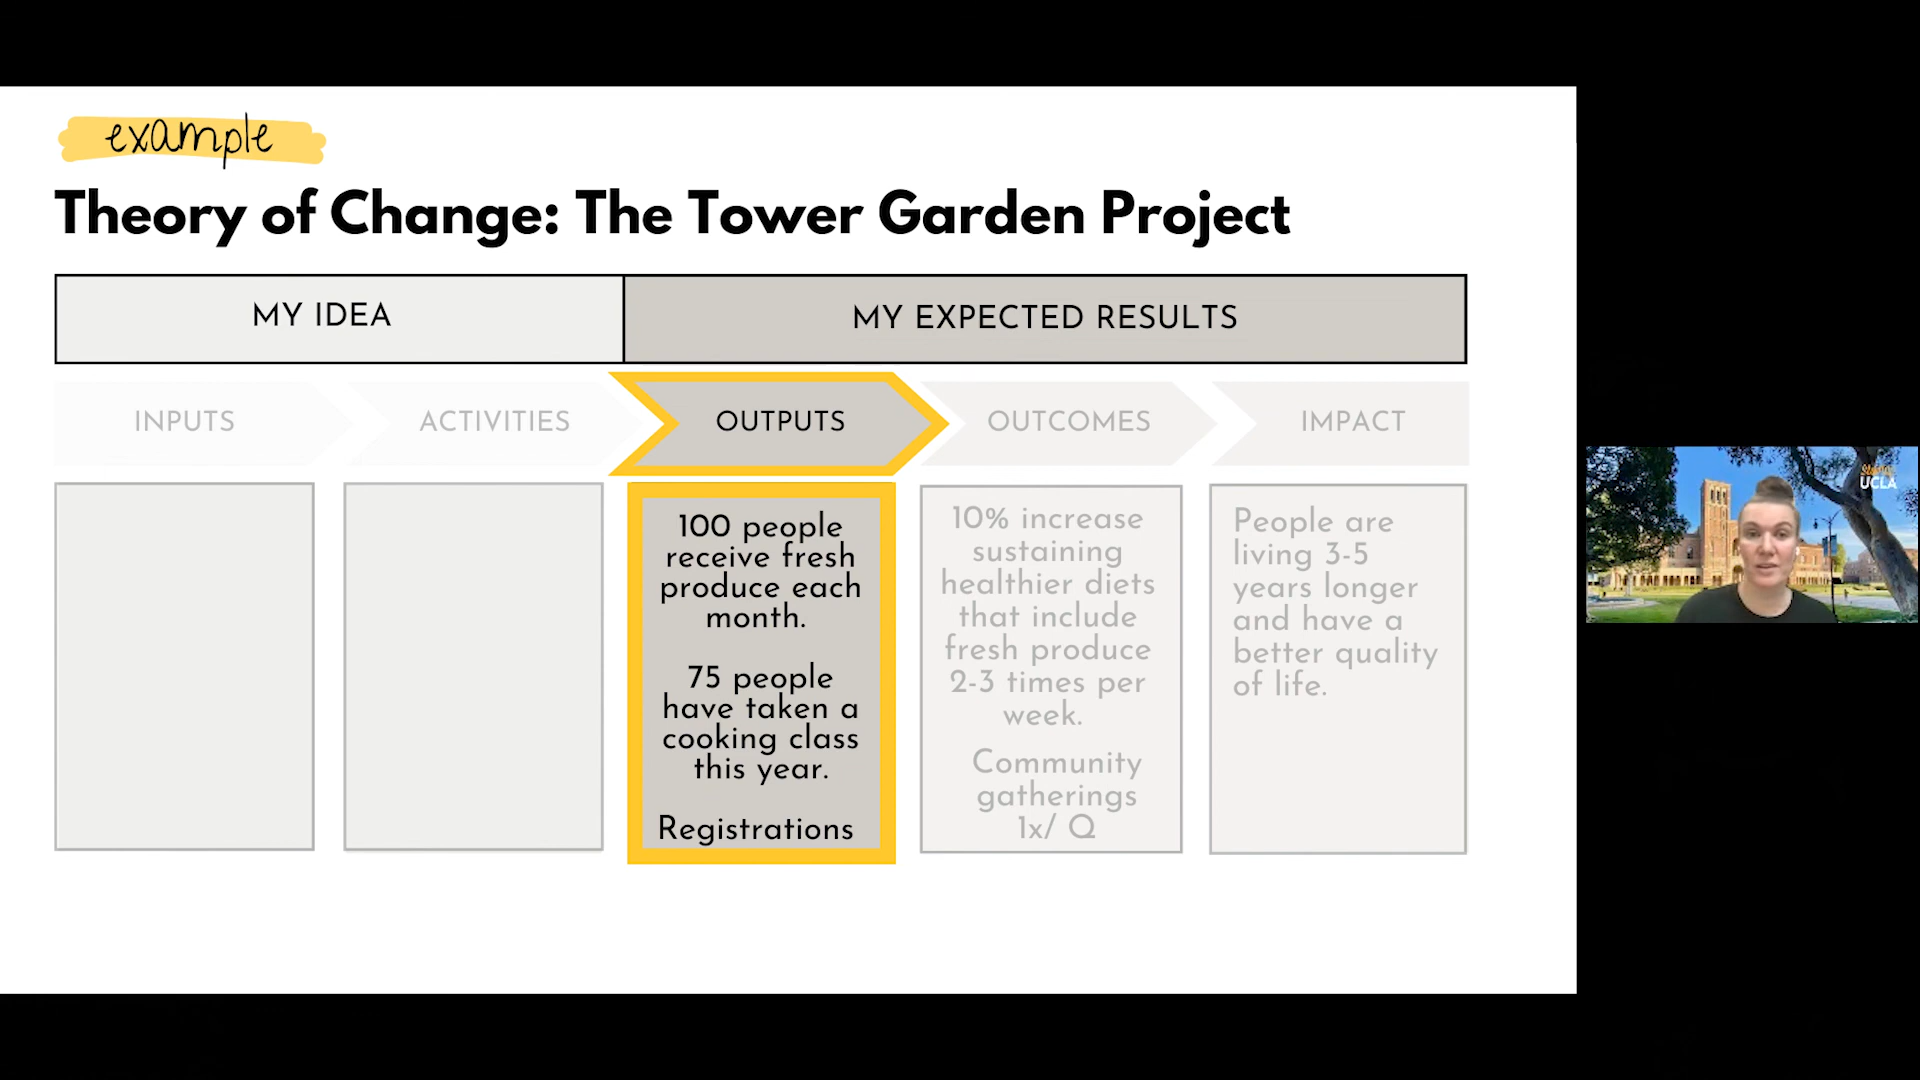 example
Theory of Change: The Tower Garden Project
MY IDEA
MY EXPECTED RESULTS
INPUTS
ACTIVITIES
OUTPUTS
OUTCOMES
IMPACT
100 people
receive fresh
produce each
month.
75 people
have taken a
cooking class
this year.
Registrations
10% increase
sustaining
healthier diets
that include
fresh produce
2-3 times per
week.
Community
gatherings
1x/ Q
People are
living 3-5
years longer
and have a
better quality
of life.
UCLA